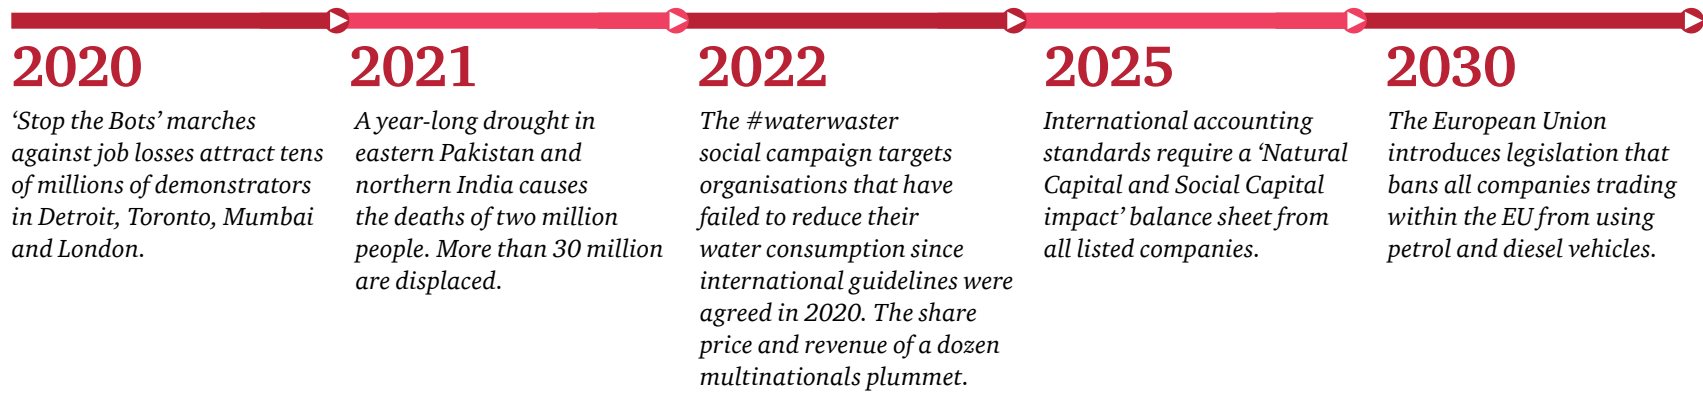 2020
‘Stop the Bots’ marches
against job losses attract tens
of millions of demonstrators
in Detroit, Toronto, Mumbai
and London.
2021
A year-long drought in
eastern Pakistan and
northern India causes
the deaths of two million
people. More than 30 million
are displaced.
2022
The #waterwaster
social campaign targets
organisations that have
failed to reduce their
water consumption since
international guidelines were
agreed in 2020. The share
price and revenue of a dozen
multinationals plummet.
2025
International accounting
standards require a ‘Natural
Capital and Social Capital
impact’ balance sheet from
all listed companies.
2030
The European Union
introduces legislation that
bans all companies trading
within the EU from using
petrol and diesel vehicles.